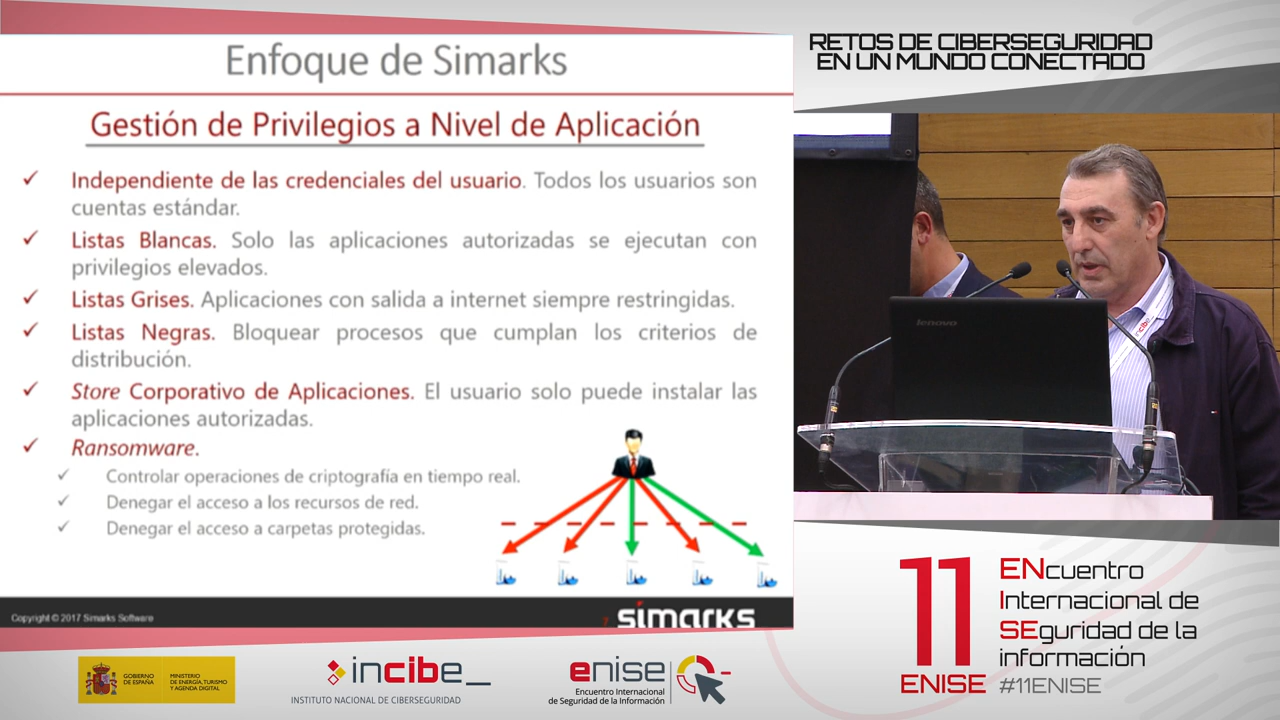 Enfoque de Simarks
Gestión de Privilegios a Nivel de Aplicación
✓ Independiente de las credenciales del usuario. Todos los usuarios son
cuentas estándar.
✓ Listas Blancas. Solo las aplicaciones autorizadas se ejecutan con
privilegios elevados.
✓ Listas Grises. Aplicaciones con salida a internet siempre restringidas.
✓ Listas Negras. Bloquear procesos que cumplan los criterios de
distribución.
✓ Store Corporativo de Aplicaciones. El usuario solo puede instalar las
aplicaciones autorizadas.
✓ Ransomware.
✓ Controlar operaciones de criptografía en tiempo real.
✓ Denegar el acceso a los recursos de red.
✓ Denegar el acceso a carpetas protegidas.
Copyright © 2017 Simarks Software
7
simarks
RETOS DE CIBERSEGURIDAD
EN UN MUNDO CONECTADO
lenovo
incibe_
11
ENISE
ENcuentro
Internacional de
SEguridad de la
información
#11ENISE
GOBIERNO
DE ESPAÑA
MINISTERIO
DE ENERGÍA, TURISMO
Y AGENDA DIGITAL
incibe_
INSTITUTO NACIONAL DE CIBERSEGURIDAD
enise
Encuentro Internacional
de Seguridad de la Información